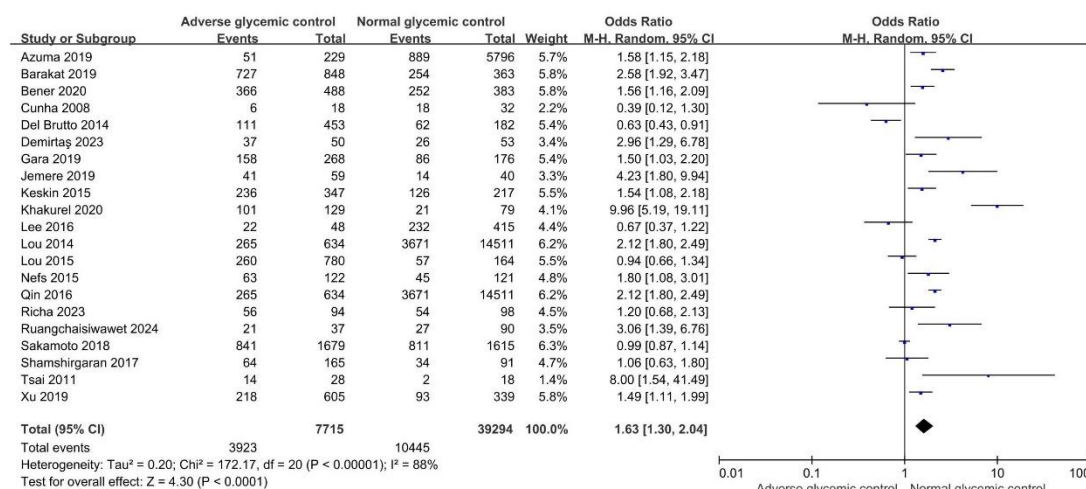 Adverse glycemic control Normal glycemic control Odds Ratio Odds Ratio
Study or Subgroup Events Total Events Total Weight M-H, Random, 95% CI M-H, Random, 95% CI
Azuma 2019 51 229 889 5796 5.7% 1.58 [1.15, 2.18]
Barakat 2019 727 848 254 363 5.8% 2.58 [1.92, 3.47]
Bener 2020 366 488 252 383 5.8% 1.56 [1.16, 2.09]
Cunha 2008 6 18 18 32 2.2% 0.39 [0.12, 1.30]
Del Brutto 2014 111 453 62 182 5.4% 0.63 [0.43, 0.91]
Demirtaş 2023 37 50 26 53 3.4% 2.96 [1.29, 6.78]
Gara 2019 158 268 86 176 5.4% 1.50 [1.03, 2.20]
Jemere 2019 41 59 14 40 3.3% 4.23 [1.80, 9.94]
Keskin 2015 236 347 126 217 5.5% 1.54 [1.08, 2.18]
Khakurel 2020 101 129 21 79 4.1% 9.96 [5.19, 19.11]
Lee 2016 22 48 232 415 4.4% 0.67 [0.37, 1.22]
Lou 2014 265 634 3671 14511 6.2% 2.12 [1.80, 2.49]
Lou 2015 260 780 57 164 5.5% 0.94 [0.66, 1.34]
Nefs 2015 63 122 45 121 4.7% 1.80 [1.08, 3.01]
Qin 2016 265 634 3671 14511 6.2% 2.12 [1.80, 2.49]
Richa 2023 56 94 54 98 4.5% 1.20 [0.68, 2.13]
Ruangchaisiwawet 2024 21 37 27 90 3.6% 3.06 [1.39, 6.76]
Sakamoto 2018 841 1679 811 1615 6.3% 0.99 [0.87, 1.14]
Shamshirgaran 2017 64 165 34 91 4.7% 1.06 [0.63, 1.80]
Tsai 2011 14 28 2 18 1.4% 8.00 [1.54, 41.49]
Xu 2019 218 605 93 339 5.8% 1.49 [1.11, 1.99]
Total (95% CI) 7715 39294 100.0% 1.63 [1.30, 2.04]
Total events 3923 10445
Heterogeneity: Tau² = 0.20; Chi² = 172.17, df = 20 (P < 0.00001); I² = 88%
Test for overall effect: Z = 4.30 (P < 0.0001)
0.01 0.1 1 10 100
Adverse glycemic control Normal glycemic control